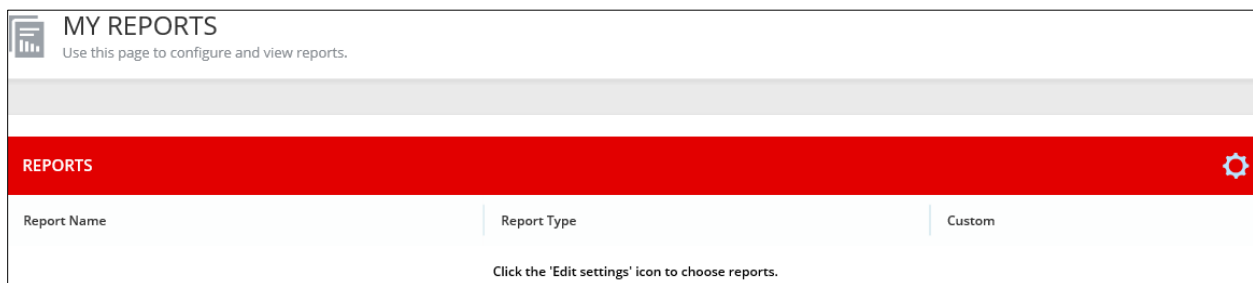 MY REPORTS
Use this page to configure and view reports.
REPORTS
Report Name Report Type Custom
Click the 'Edit settings' icon to choose reports.